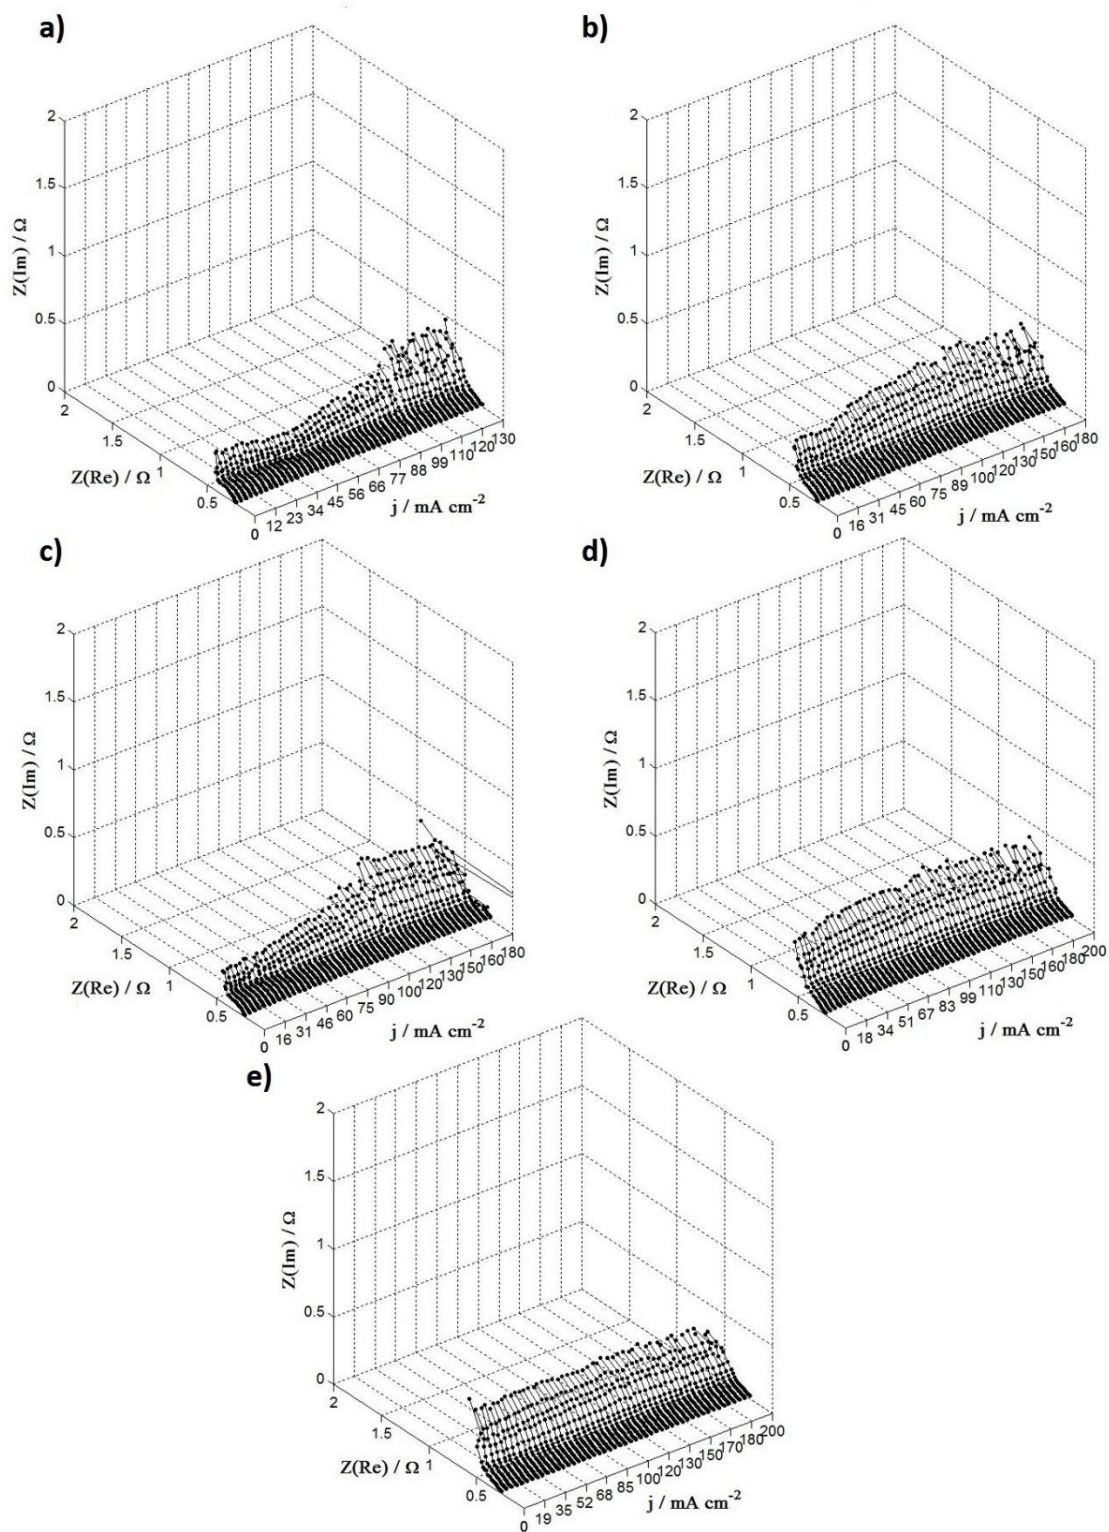 a)
2
1.5
1
0.5
0
Z(Im) / Ω
2
1.5
1
0.5
0
Z(Re) / Ω
12 23 34 45 56 66 77 88 99 110 120 130
j / mA cm-2
b)
2
1.5
1
0.5
0
Z(Im) / Ω
2
1.5
1
0.5
0
Z(Re) / Ω
16 31 45 60 75 89 100 120 130 150 160 180
j / mA cm-2
c)
2
1.5
1
0.5
0
Z(Im) / Ω
2
1.5
1
0.5
0
Z(Re) / Ω
16 31 46 60 75 90 100 120 130 150 160 180
j / mA cm-2
d)
2
1.5
1
0.5
0
Z(Im) / Ω
2
1.5
1
0.5
0
Z(Re) / Ω
18 34 51 67 83 99 110 130 150 160 180 200
j / mA cm-2
e)
2
1.5
1
0.5
0
Z(Im) / Ω
2
1.5
1
0.5
0
Z(Re) / Ω
19 35 52 68 85 100 120 130 150 170 180 200
j / mA cm-2